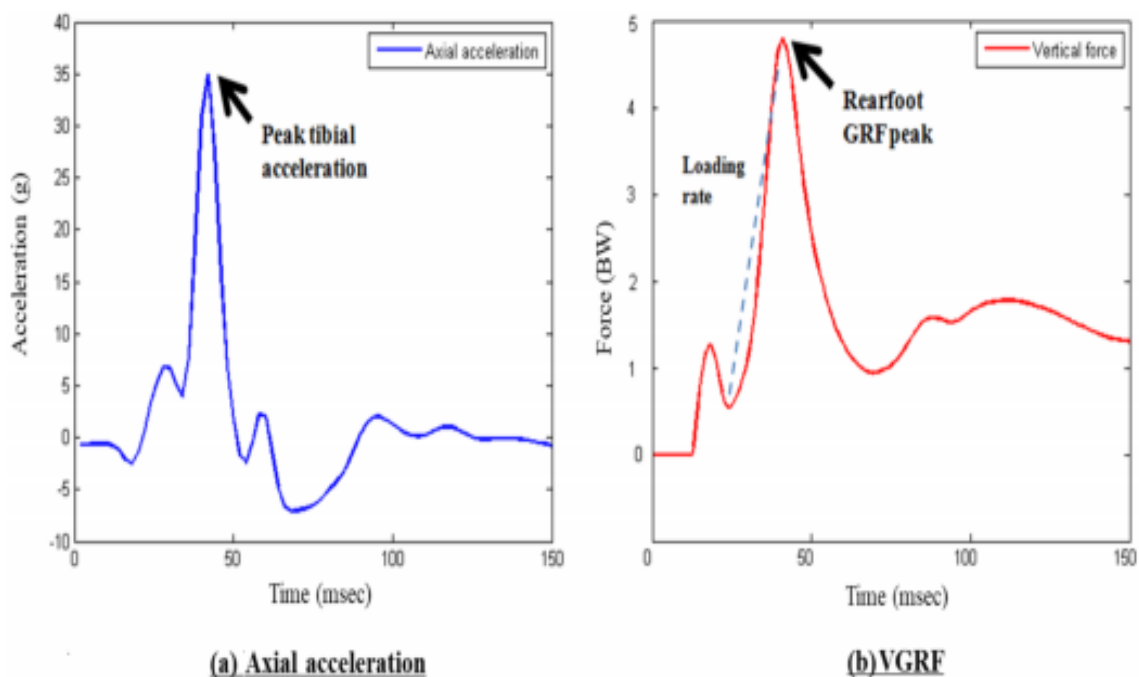 40
35
30
25
20
15
10
5
0
-5
-10
Acceleration (g)
Axial acceleration
Peak tibial
acceleration
0
50
100
150
Time (msec)
(a) Axial acceleration
5
4
3
2
1
0
Force (BW)
Vertical force
Rearfoot
GRF peak
Loading
rate
0
50
100
150
Time (msec)
(b) VGRF